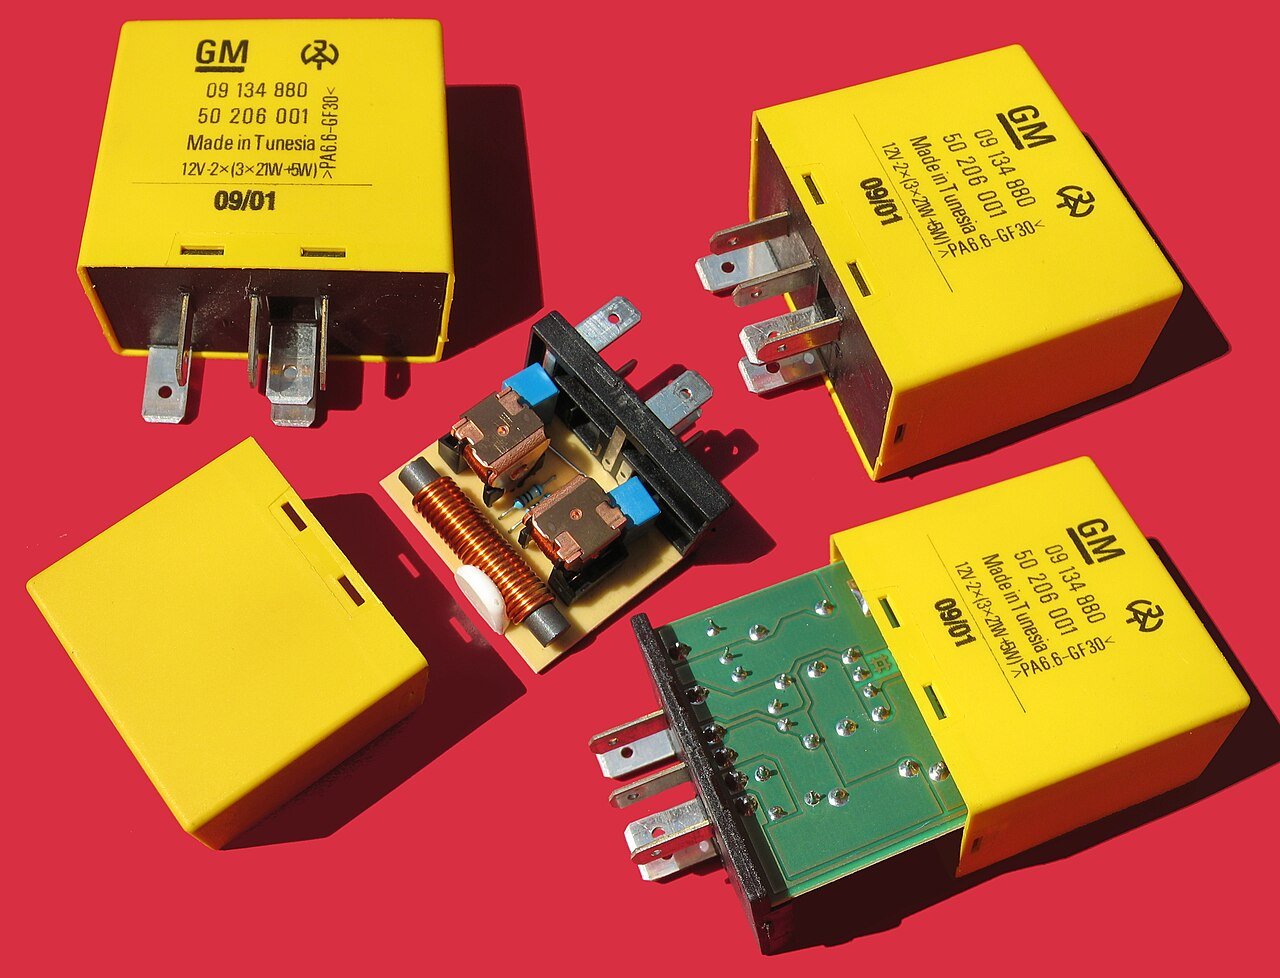 GM
09 134 880
50 206 001
Made in Tunesia
12V-2×(3×21W+5W)
>PA6.6-GF30<
09/01
GM
09 134 880
50 206 001
Made in Tunesia
12V-2×(3×21W+5W)
>PA6.6-GF30<
09/01
GM
09 134 880
50 206 001
Made in Tunesia
12V-2×(3×21W+5W)
>PA6.6-GF30<
09/01